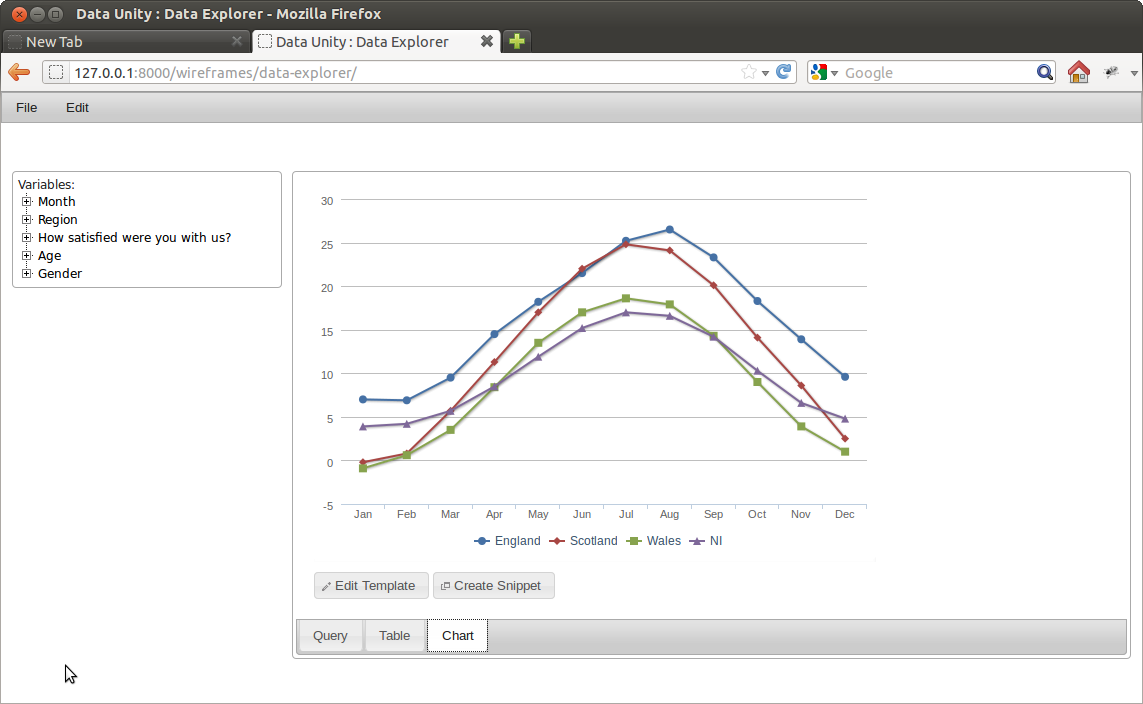 Data Unity : Data Explorer - Mozilla Firefox
New Tab
Data Unity : Data Explorer
127.0.0.1:8000/wireframes/data-explorer/
Google
File Edit
Variables:
Month
Region
How satisfied were you with us?
Age
Gender
30
25
20
15
10
5
0
-5
Jan Feb Mar Apr May Jun Jul Aug Sep Oct Nov Dec
England Scotland Wales NI
Edit Template Create Snippet
Query Table Chart